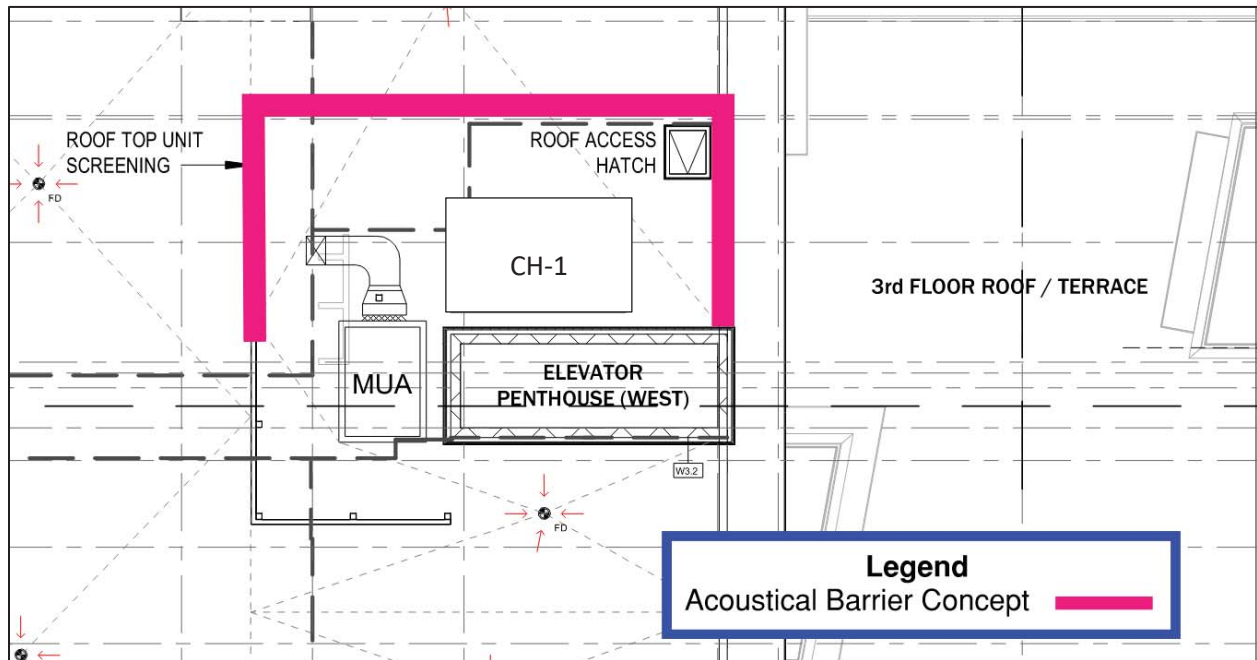 ROOF TOP UNIT
SCREENING
ROOF ACCESS
HATCH
FD
CH-1
3rd FLOOR ROOF / TERRACE
MUA
ELEVATOR
PENTHOUSE (WEST)
W3.2
FD
Legend
Acoustical Barrier Concept